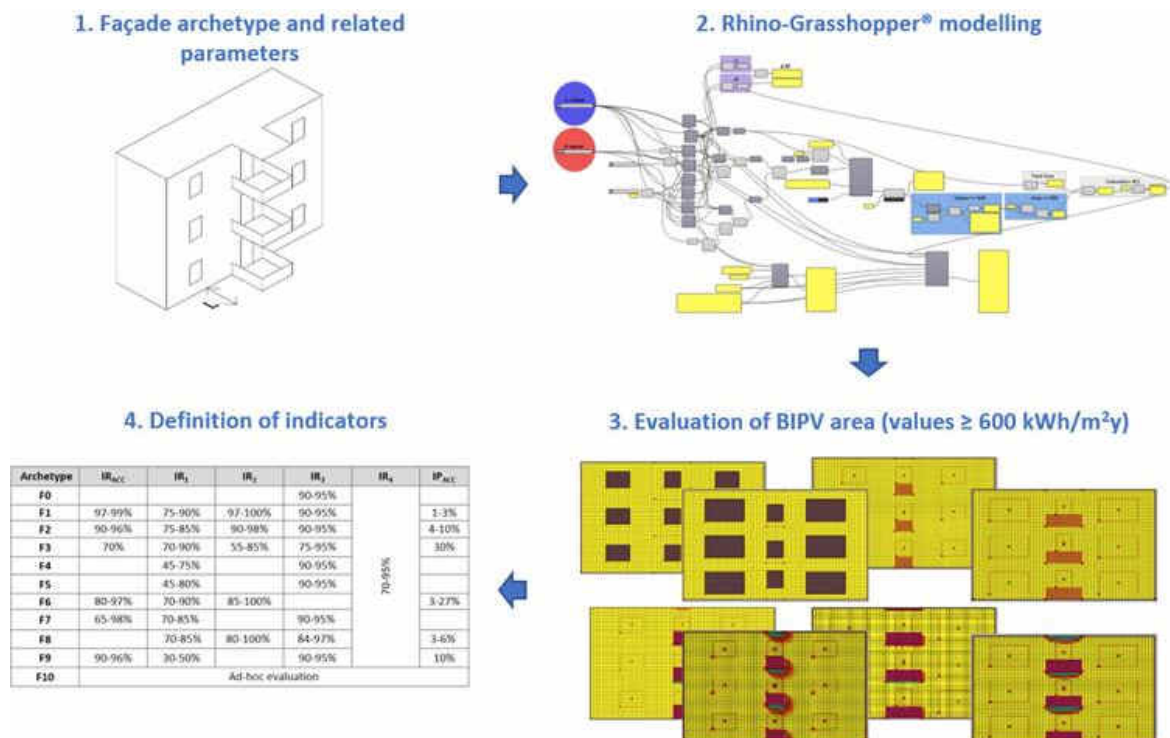 1. Façade archetype and related
parameters
2. Rhino-Grasshopper® modelling
4. Definition of indicators
3. Evaluation of BIPV area (values ≥ 600 kWh/m²y)
Archetype IRACC IR1 IR2 IR3 IR4 IPACC
F0 90-95%
F1 97-99% 75-90% 97-100% 90-95% 1-3%
F2 90-96% 75-85% 90-98% 90-95% 4-10%
F3 70% 70-90% 55-85% 75-95% 30%
F4 45-75% 90-95%
70-95%
F5 45-80% 90-95%
F6 80-97% 70-90% 85-100% 3-27%
F7 65-98% 70-85% 90-95%
F8 70-85% 80-100% 84-97% 3-6%
F9 90-96% 30-50% 90-95% 10%
F10 Ad-hoc evaluation